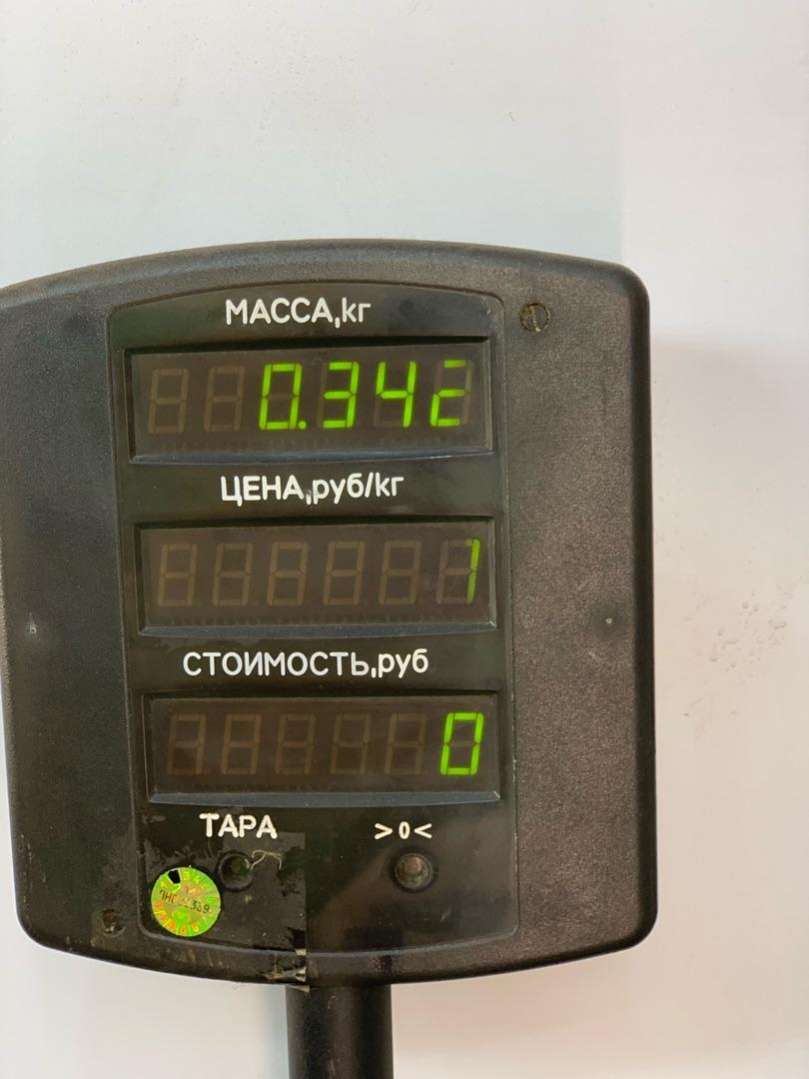 МАССА,кг
0.342
ЦЕНА,руб/кг
1
СТОИМОСТЬ,руб
0
ТАРА >0<